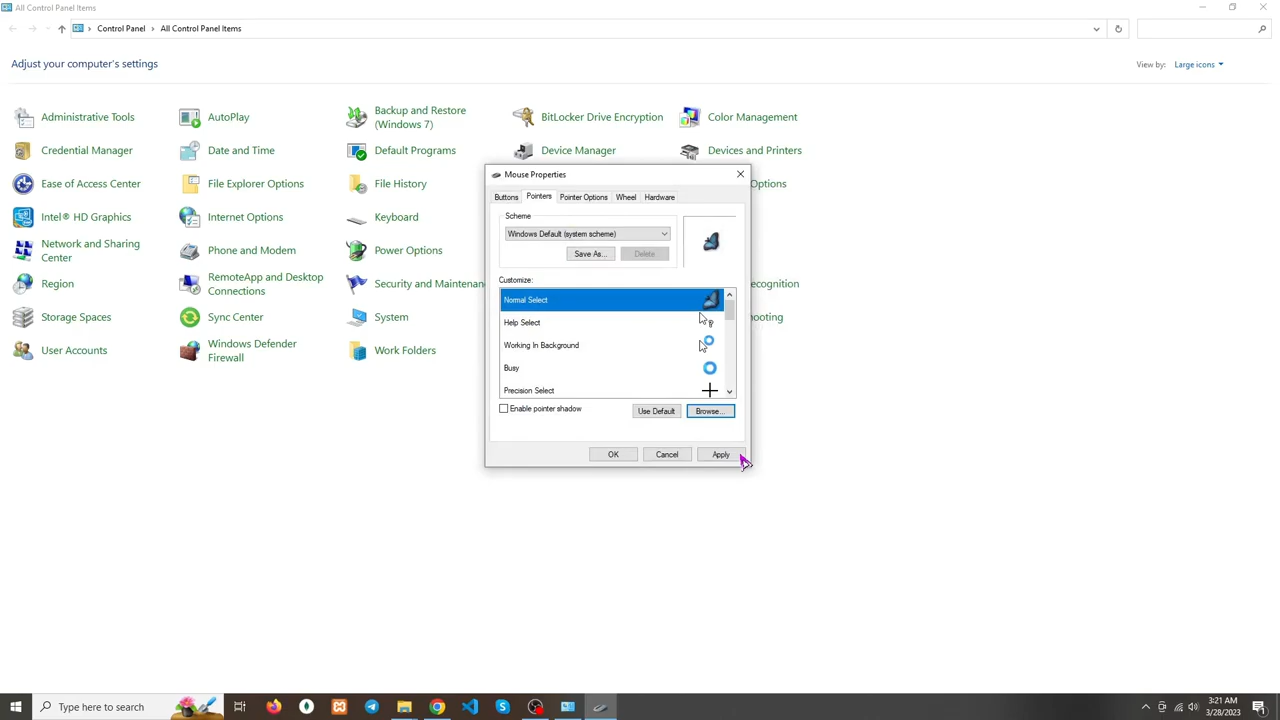 All Control Panel Items
Control Panel > All Control Panel Items
Adjust your computer's settings
View by: Large icons
Administrative Tools
AutoPlay
Backup and Restore
(Windows 7)
BitLocker Drive Encryption
Color Management
Credential Manager
Date and Time
Default Programs
Device Manager
Devices and Printers
Ease of Access Center
File Explorer Options
File History
Options
Intel® HD Graphics
Internet Options
Keyboard
Network and Sharing
Center
Phone and Modem
Power Options
Region
RemoteApp and Desktop
Connections
Security and Maintenan
ecognition
Storage Spaces
Sync Center
System
ooting
User Accounts
Windows Defender
Firewall
Work Folders
Mouse Properties
Buttons Pointers Pointer Options Wheel Hardware
Scheme
Windows Default (system scheme)
Save As... Delete
Customize:
Normal Select
Help Select
Working In Background
Busy
Precision Select
Enable pointer shadow
Use Default Browse...
OK Cancel Apply
Type here to search
3:21 AM
3/28/2023